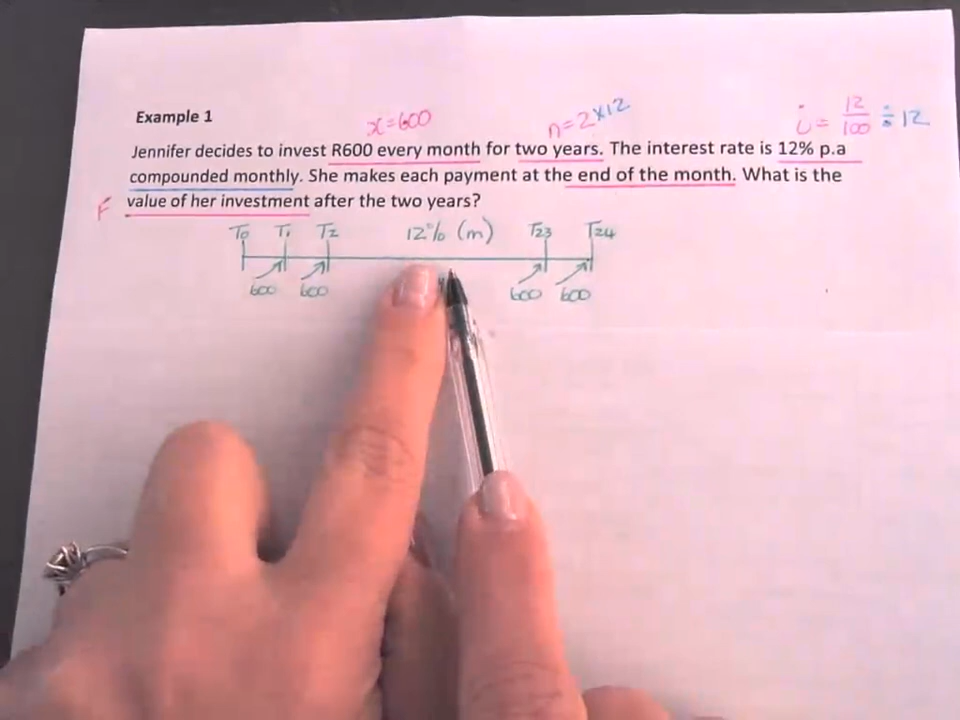 Example 1
x=600
n=2×12
i = 12/100 ÷ 12
Jennifer decides to invest R600 every month for two years. The interest rate is 12% p.a
compounded monthly. She makes each payment at the end of the month. What is the
F value of her investment after the two years?
T0 T1 T2 12% (m) T23 T24
600 600 600 600